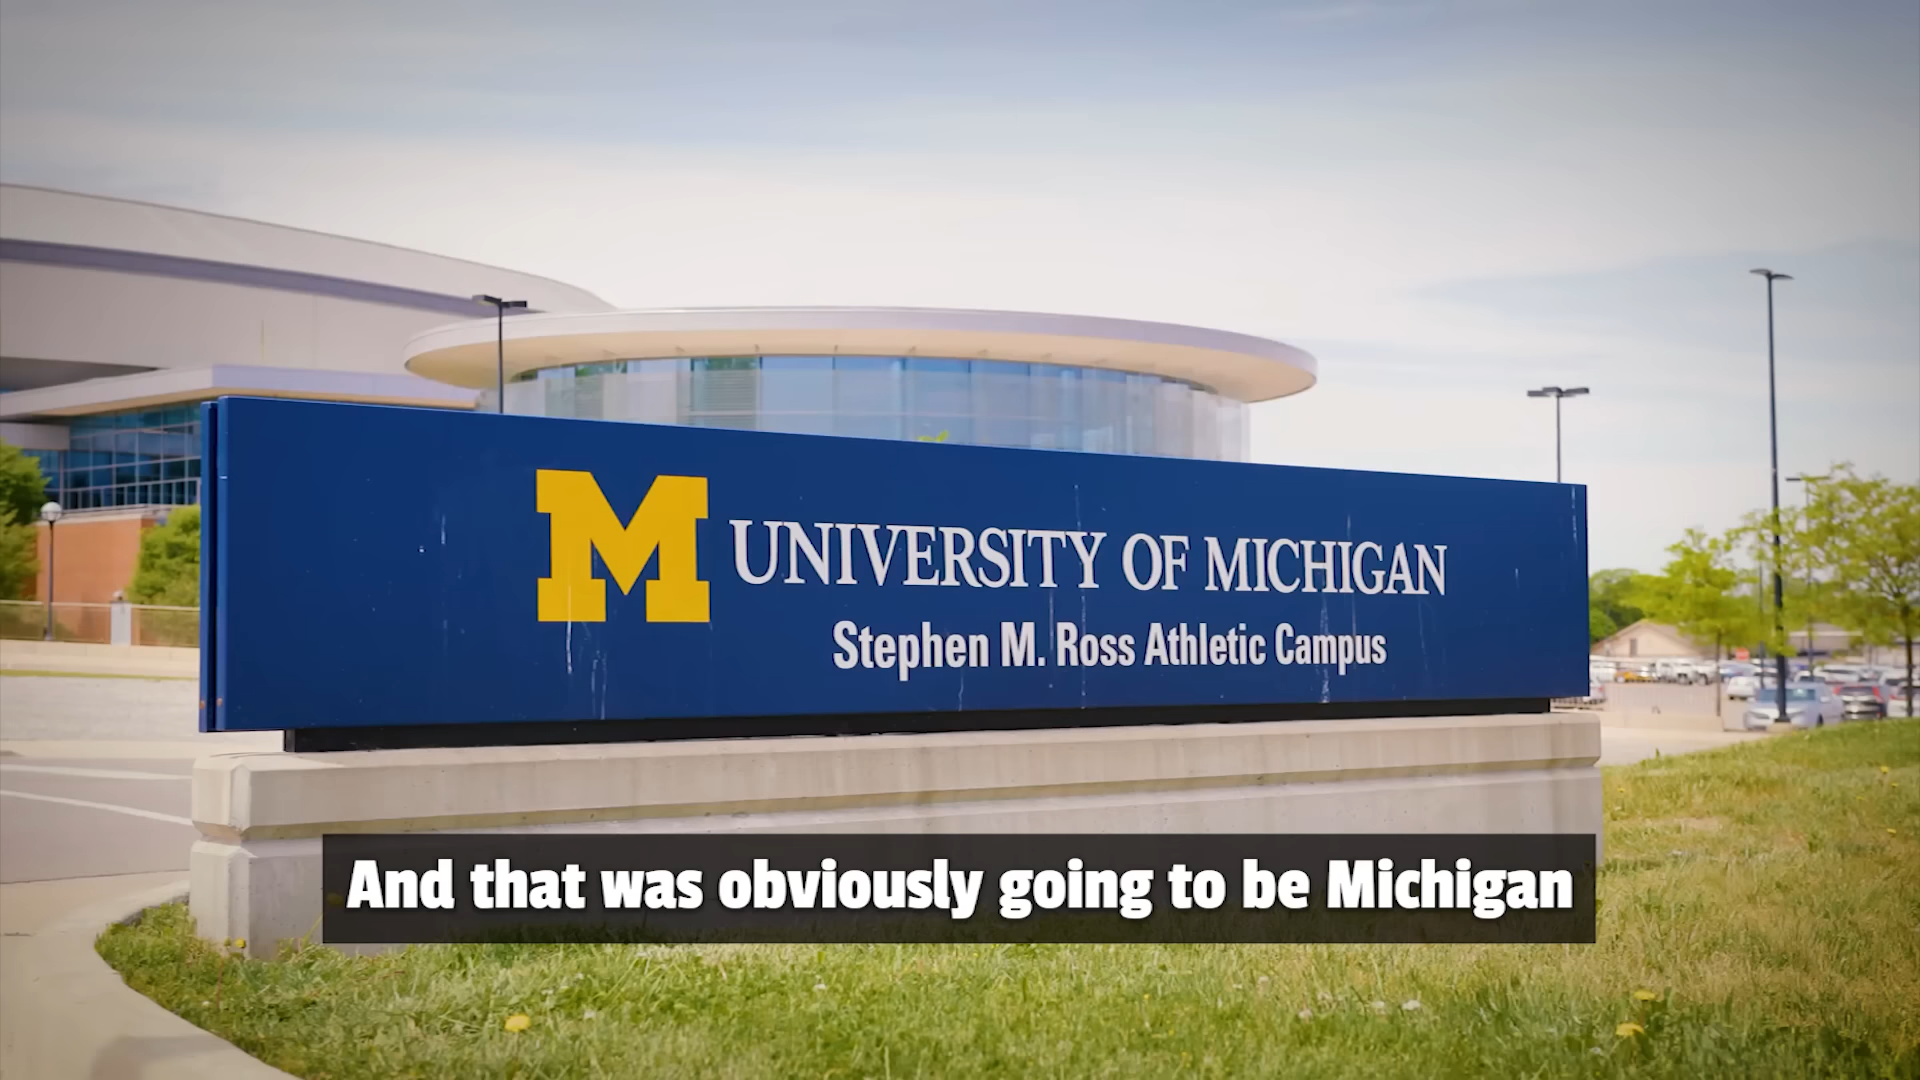 M
UNIVERSITY OF MICHIGAN
Stephen M. Ross Athletic Campus
And that was obviously going to be Michigan